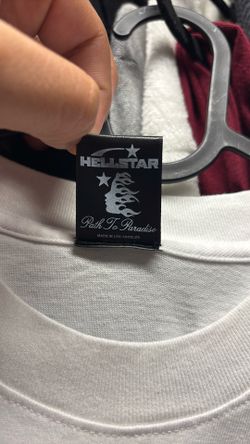 HELLSTAR
Path To Paradise
MADE IN LOS ANGELES